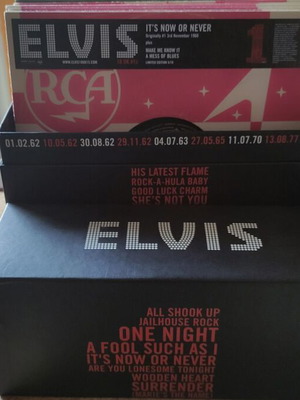 ELVIS
IT'S NOW OR NEVER
Originally #1 3rd November 1960
plus
MAKE ME KNOW IT
A MESS OF BLUES
LIMITED EDITION
1
RCA
01.02.62 10.05.62 30.08.62 29.11.62 04.07.63 27.05.65 11.07.70 13.08.77
HIS LATEST FLAME
ROCK-A-HULA BABY
GOOD LUCK CHARM
SHE'S NOT YOU
ELVIS
ALL SHOOK UP
JAILHOUSE ROCK
ONE NIGHT
A FOOL SUCH AS I
IT'S NOW OR NEVER
ARE YOU LONESOME TONIGHT
WOODEN HEART
SURRENDER
(MARIE'S THE NAME)